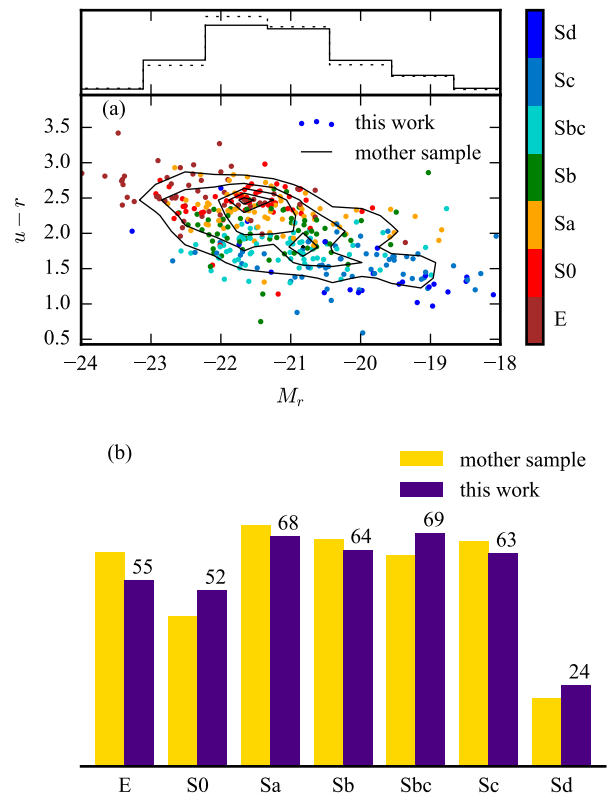 (a)
this work
mother sample
3.5
3.0
2.5
2.0
1.5
1.0
0.5
u − r
−24 −23 −22 −21 −20 −19 −18
M_r
Sd
Sc
Sbc
Sb
Sa
S0
E
(b)
mother sample
this work
55 52 68 64 69 63 24
E S0 Sa Sb Sbc Sc Sd